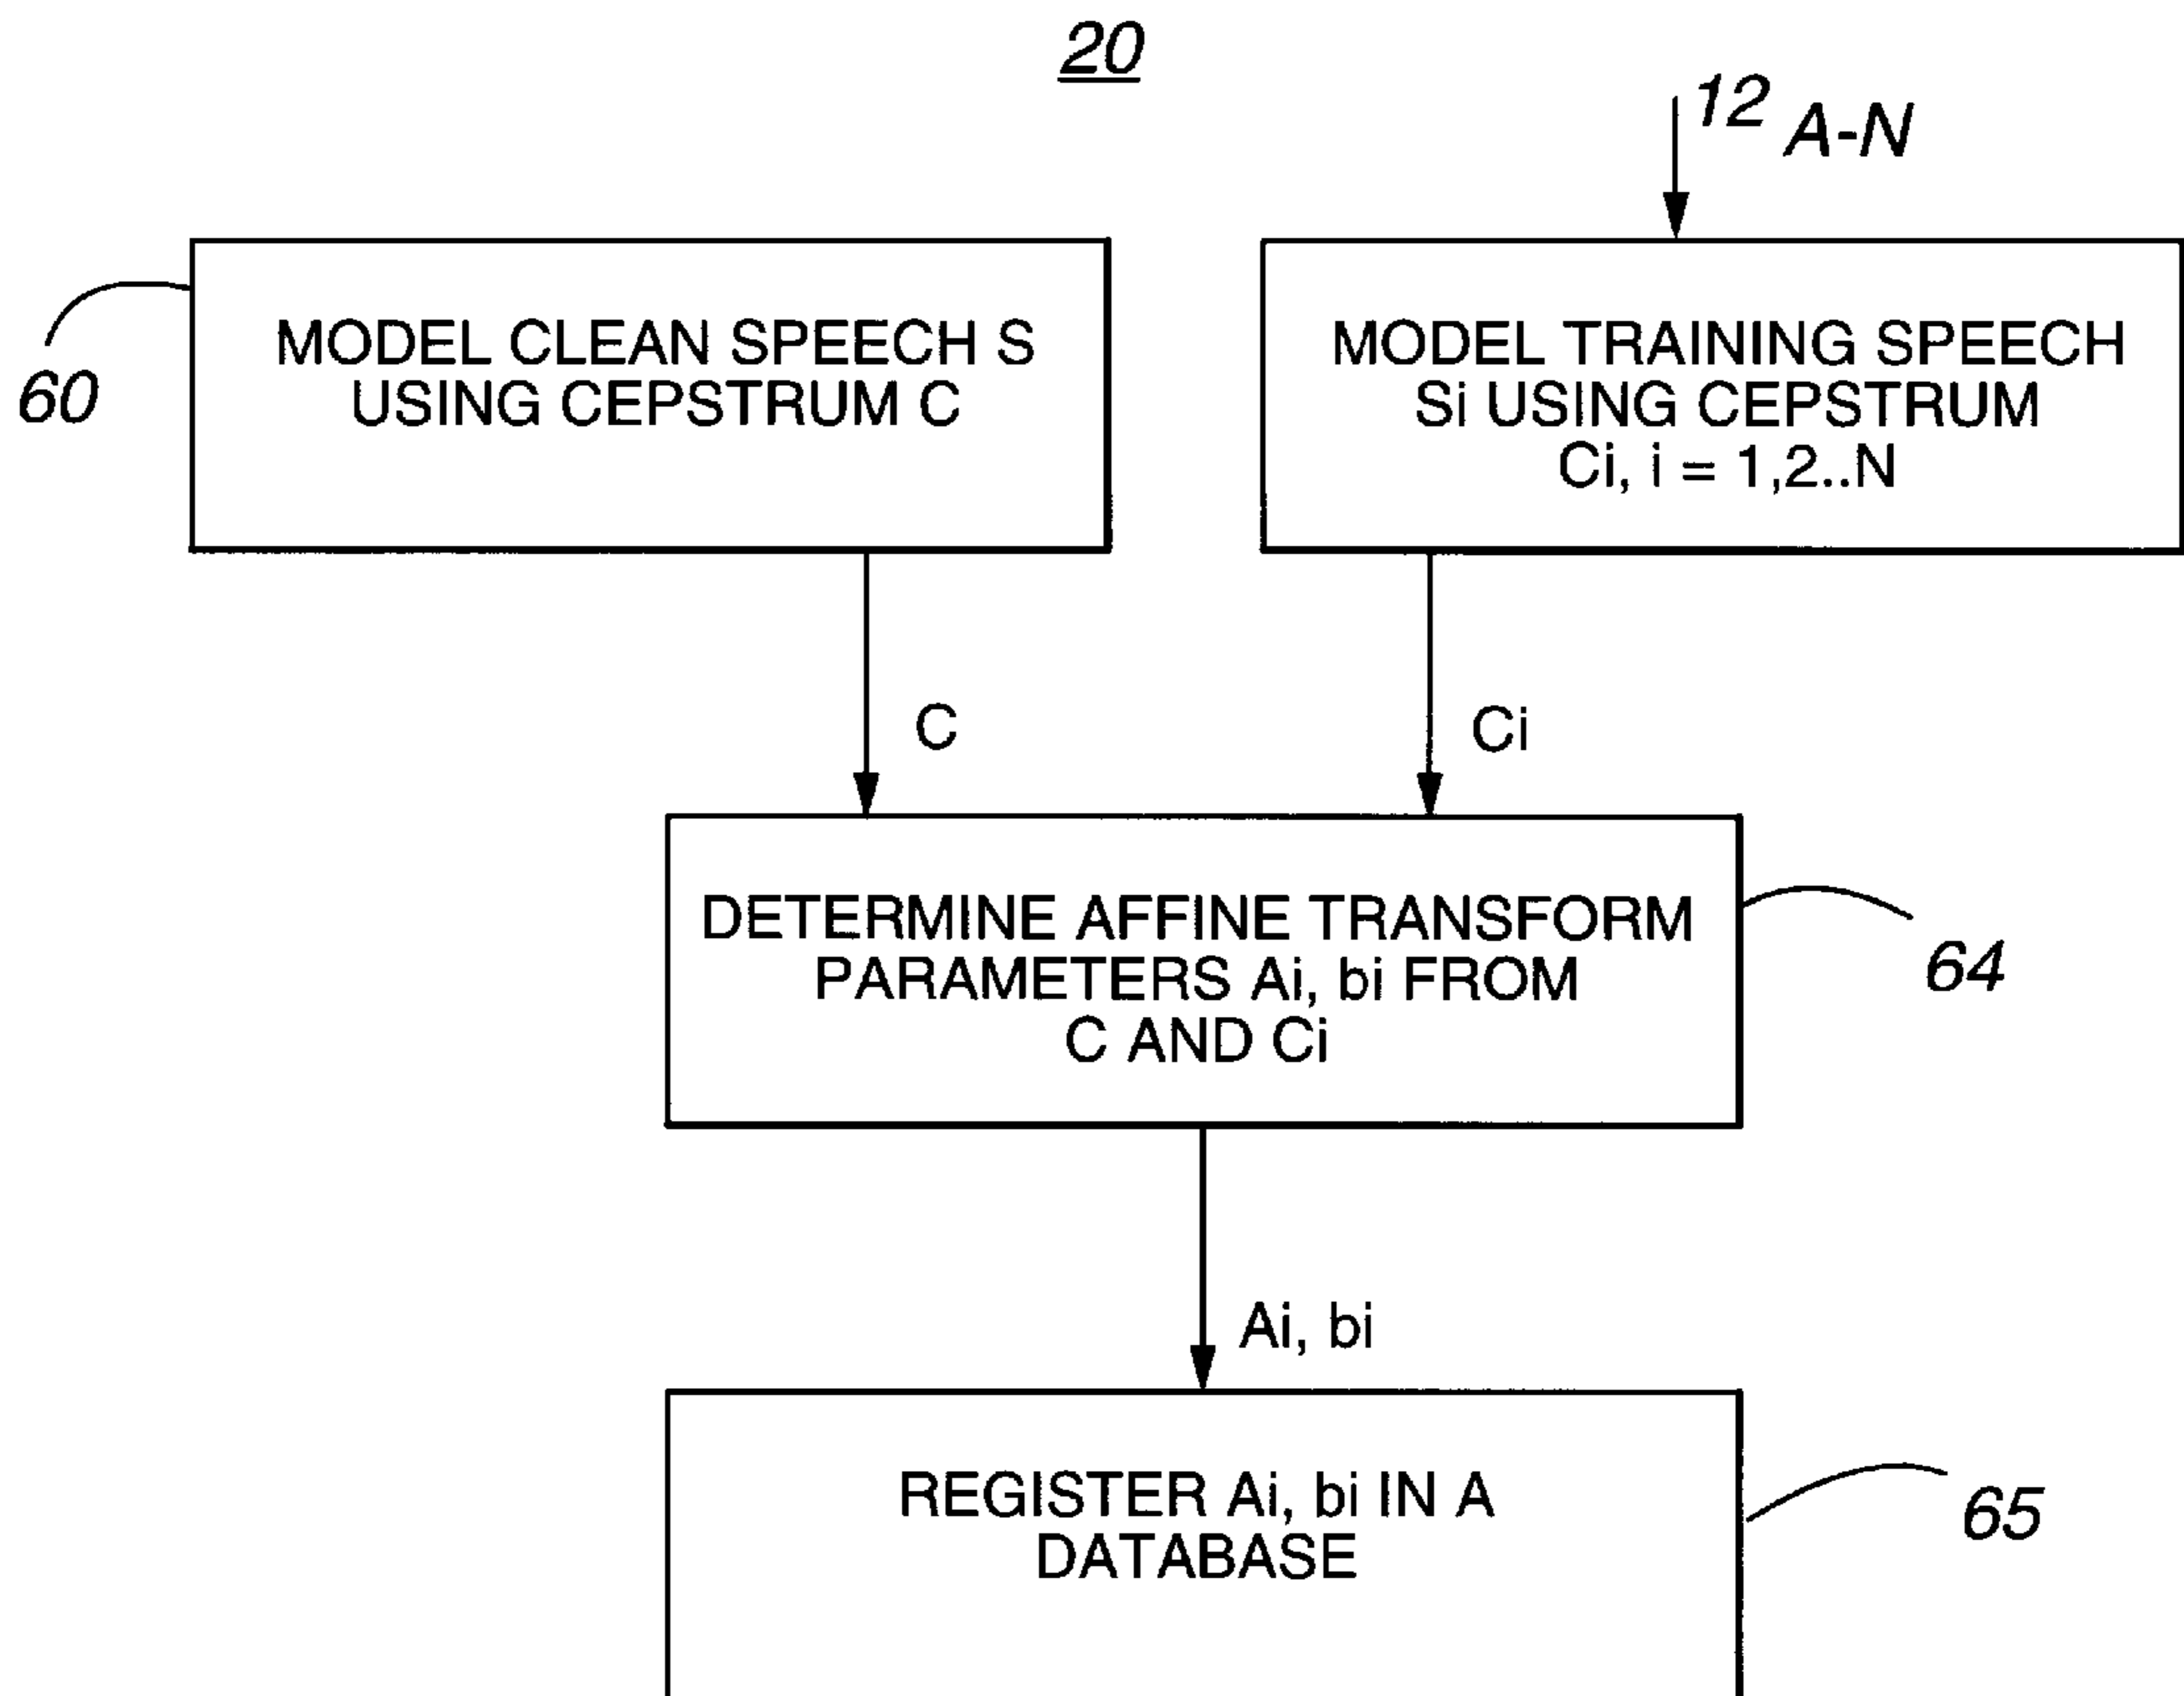 20
12 A-N
MODEL CLEAN SPEECH S
USING CEPSTRUM C
60
MODEL TRAINING SPEECH
Si USING CEPSTRUM
Ci, i = 1,2..N
C
Ci
DETERMINE AFFINE TRANSFORM
PARAMETERS Ai, bi FROM
C AND Ci
64
Ai, bi
REGISTER Ai, bi IN A
DATABASE
65